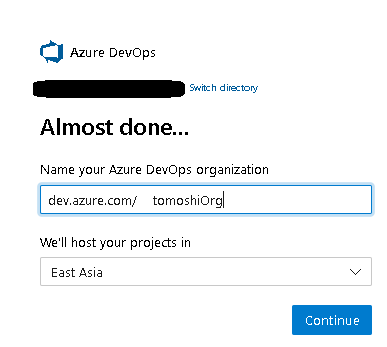 Azure DevOps
Switch directory
Almost done...
Name your Azure DevOps organization
dev.azure.com/ tomoshiOrg
We'll host your projects in
East Asia
Continue